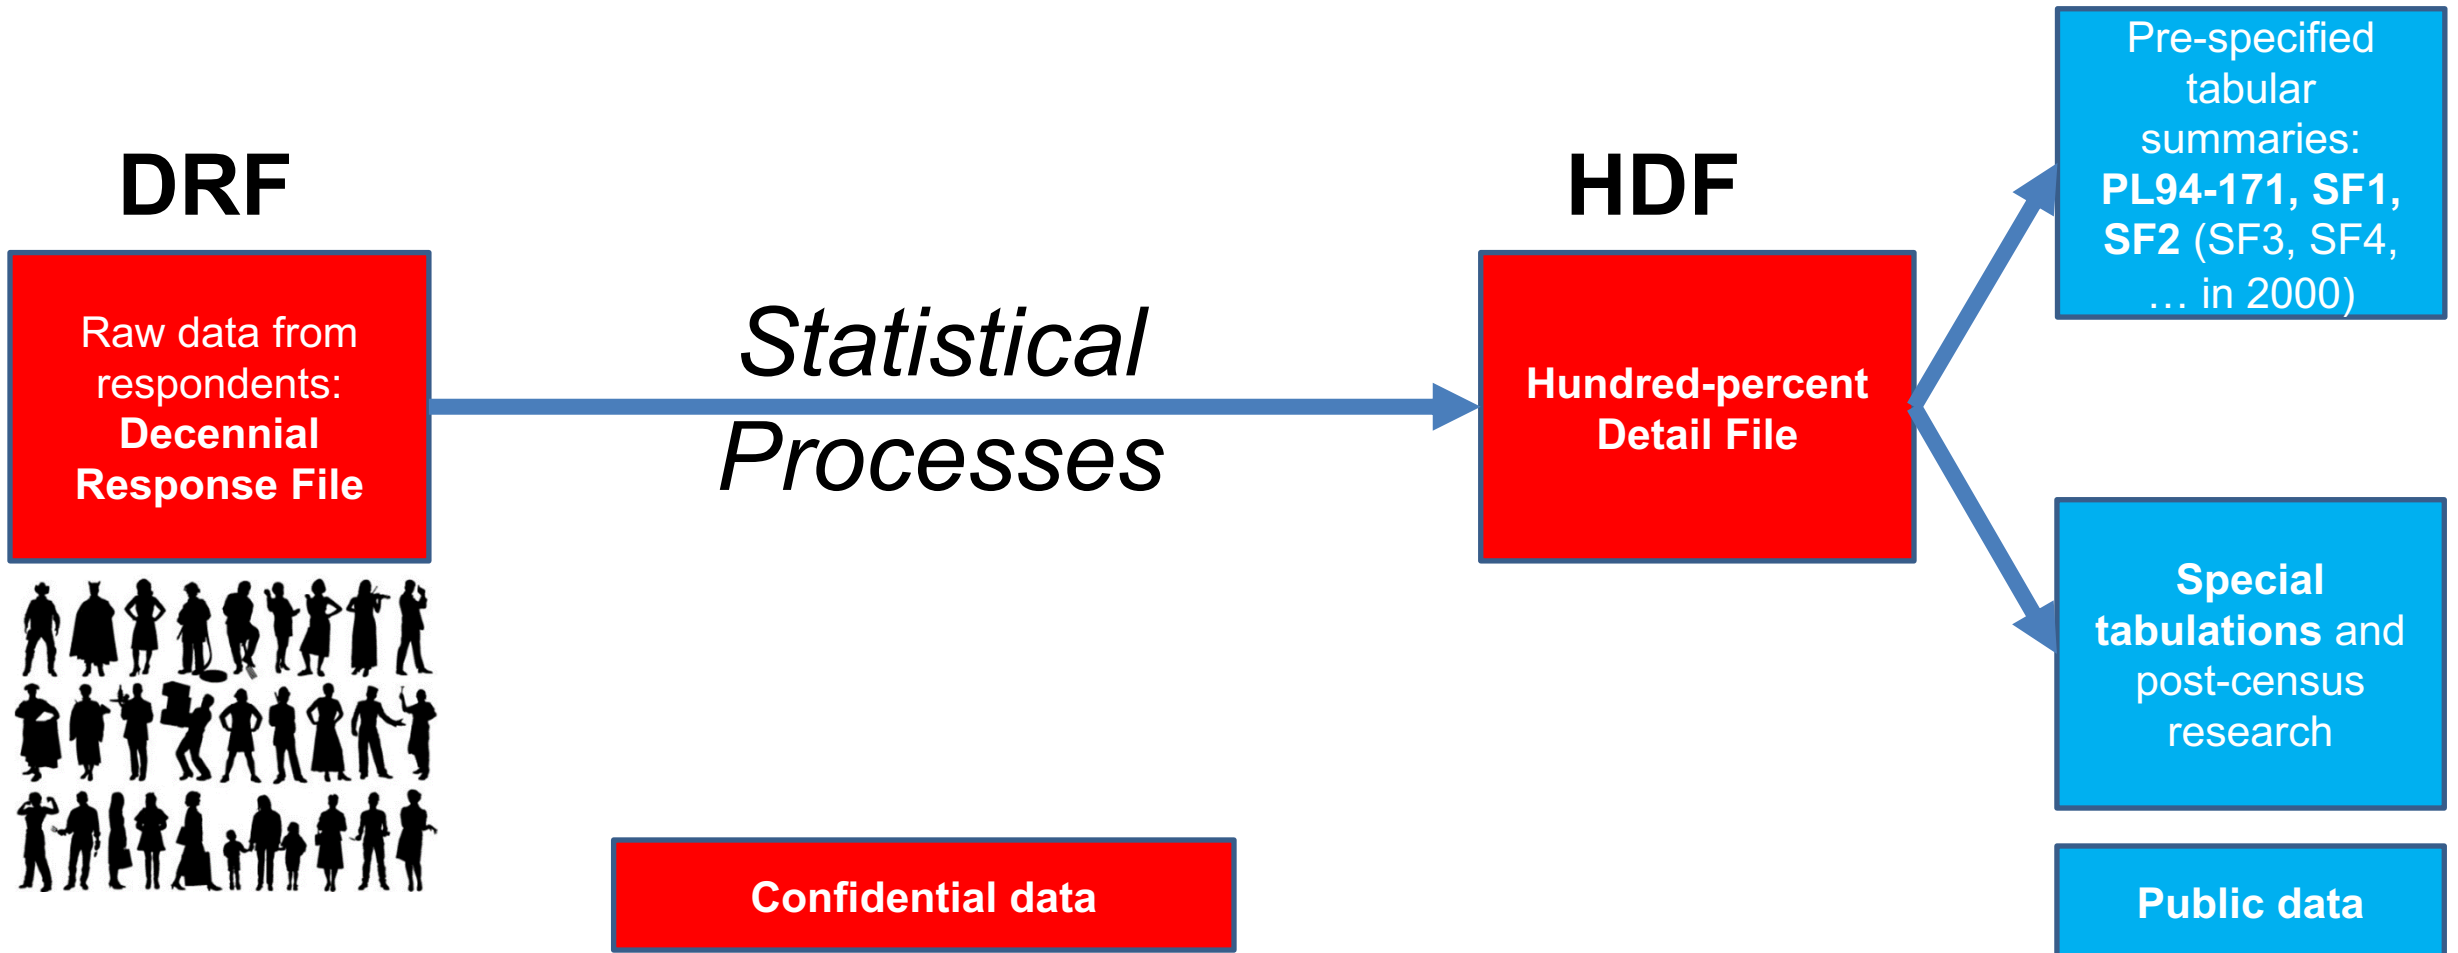 DRF
Raw data from
respondents:
Decennial
Response File
Statistical
Processes
HDF
Hundred-percent
Detail File
Pre-specified
tabular
summaries:
PL94-171, SF1,
SF2 (SF3, SF4,
… in 2000)
Special
tabulations and
post-census
research
Confidential data
Public data